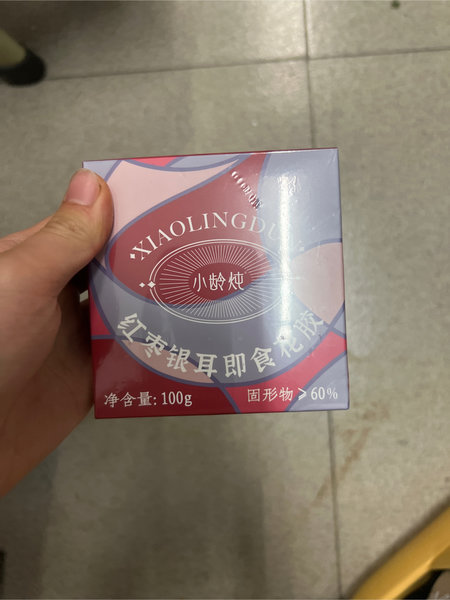 XIAOLINGDUN
小龄炖
红枣银耳即食花胶
净含量: 100g
固形物≥60%